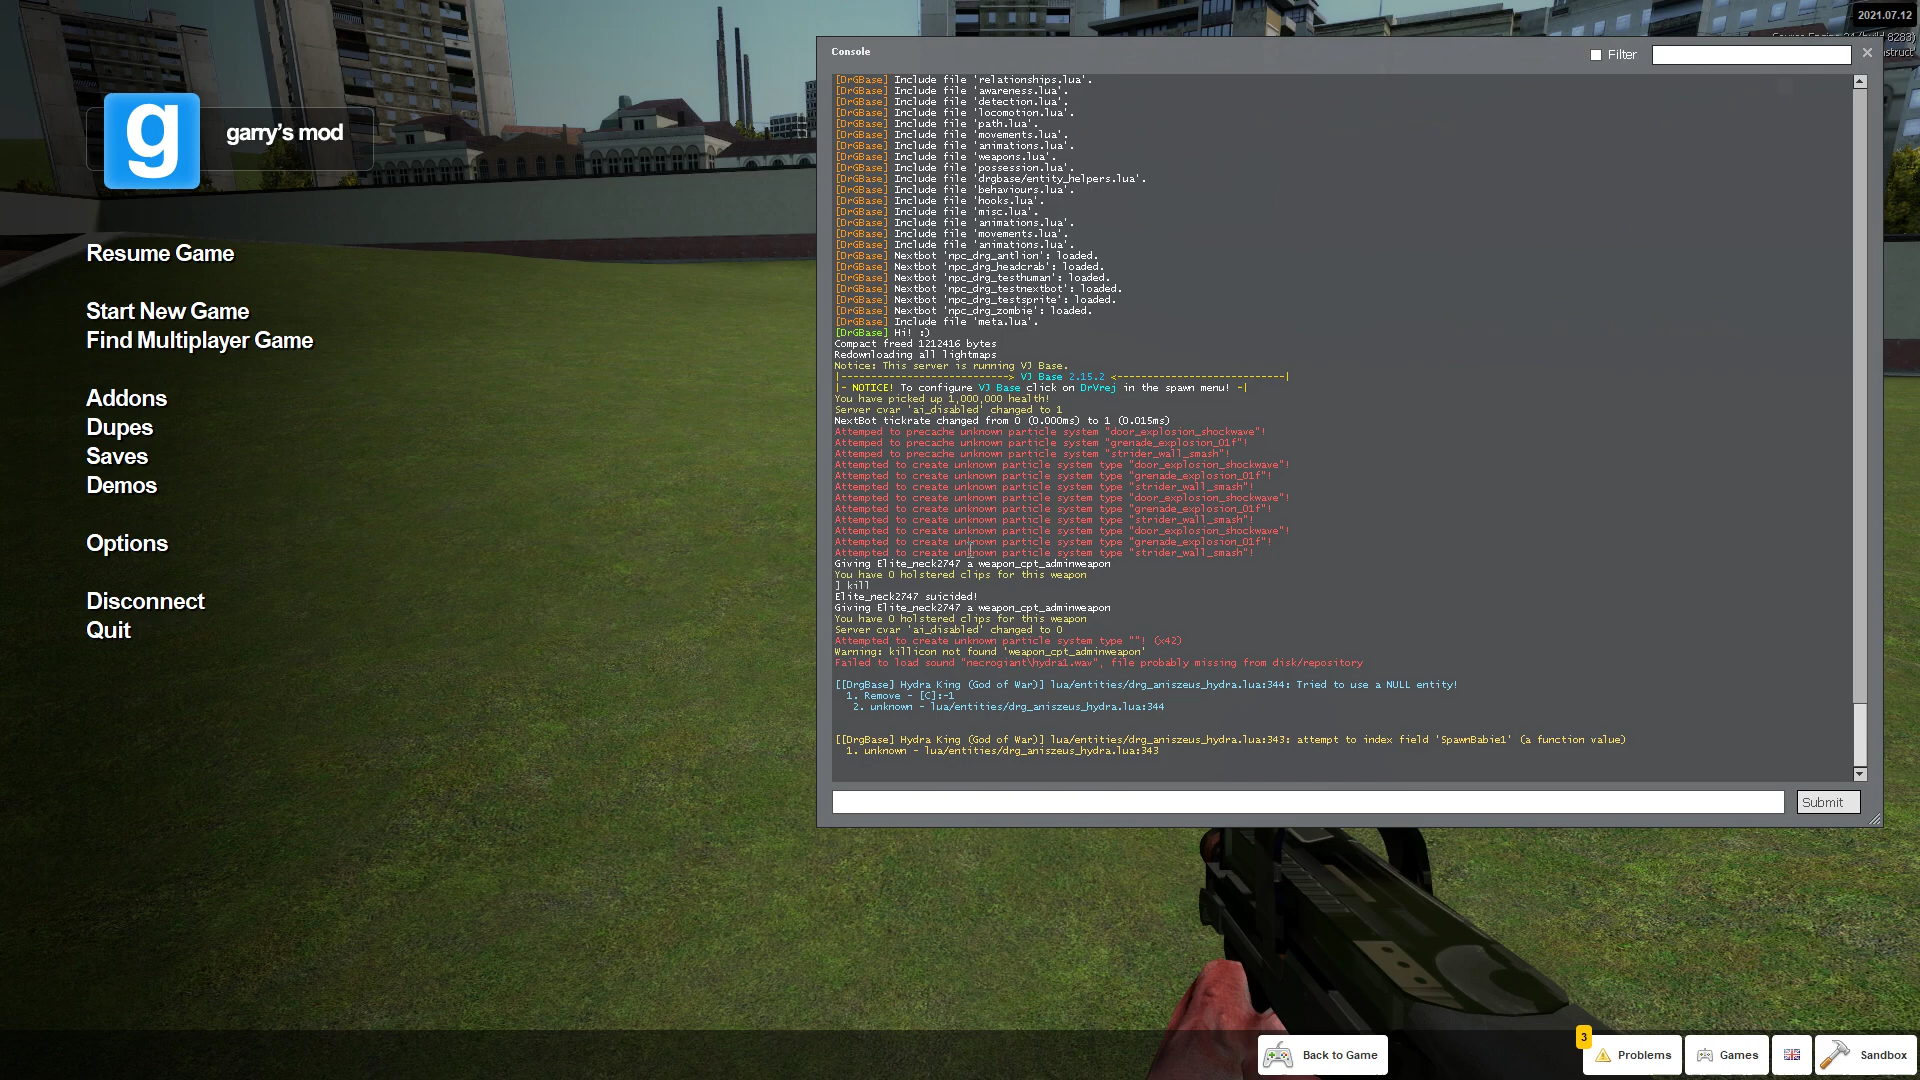 2021.07.12
Console
Filter
[DrGBase] Include file 'relationships.lua'.
[DrGBase] Include file 'awareness.lua'.
[DrGBase] Include file 'detection.lua'.
[DrGBase] Include file 'locomotion.lua'.
[DrGBase] Include file 'path.lua'.
[DrGBase] Include file 'movements.lua'.
[DrGBase] Include file 'animations.lua'.
[DrGBase] Include file 'weapons.lua'.
[DrGBase] Include file 'possession.lua'.
[DrGBase] Include file 'drgbase/entity_helpers.lua'.
[DrGBase] Include file 'behaviours.lua'.
[DrGBase] Include file 'hooks.lua'.
[DrGBase] Include file 'misc.lua'.
[DrGBase] Include file 'animations.lua'.
[DrGBase] Include file 'movements.lua'.
[DrGBase] Include file 'animations.lua'.
[DrGBase] Nextbot 'npc_drg_antlion': loaded.
[DrGBase] Nextbot 'npc_drg_headcrab': loaded.
[DrGBase] Nextbot 'npc_drg_testhuman': loaded.
[DrGBase] Nextbot 'npc_drg_testnextbot': loaded.
[DrGBase] Nextbot 'npc_drg_testsprite': loaded.
[DrGBase] Nextbot 'npc_drg_zombie': loaded.
[DrGBase] Include file 'meta.lua'.
[DrGBase] Hi! :)
Compact freed 1212416 bytes
Redownloading all lightmaps
Notice: This server is running VJ Base.
|----------------------------> VJ Base 2.15.2 <----------------------------|
|- NOTICE! To configure VJ Base click on DrVrej in the spawn menu! -|
You have picked up 1,000,000 health!
Server cvar 'ai_disabled' changed to 1
NextBot tickrate changed from 0 (0.000ms) to 1 (0.015ms)
Attemped to precache unknown particle system "door_explosion_shockwave"!
Attemped to precache unknown particle system "grenade_explosion_01f"!
Attemped to precache unknown particle system "strider_wall_smash"!
Attempted to create unknown particle system type "door_explosion_shockwave"!
Attempted to create unknown particle system type "grenade_explosion_01f"!
Attempted to create unknown particle system type "strider_wall_smash"!
Attempted to create unknown particle system type "door_explosion_shockwave"!
Attempted to create unknown particle system type "grenade_explosion_01f"!
Attempted to create unknown particle system type "strider_wall_smash"!
Attempted to create unknown particle system type "door_explosion_shockwave"!
Attempted to create unknown particle system type "grenade_explosion_01f"!
Attempted to create unknown particle system type "strider_wall_smash"!
Giving Elite_neck2747 a weapon_cpt_adminweapon
You have 0 holstered clips for this weapon
] kill
Elite_neck2747 suicided!
Giving Elite_neck2747 a weapon_cpt_adminweapon
You have 0 holstered clips for this weapon
Server cvar 'ai_disabled' changed to 0
Attempted to create unknown particle system type ""! (x42)
Warning: killicon not found 'weapon_cpt_adminweapon'
Failed to load sound "necrogiant\hydra1.wav", file probably missing from disk/repository
[[DrgBase] Hydra King (God of War)] lua/entities/drg_aniszeus_hydra.lua:344: Tried to use a NULL entity!
1. Remove - [C]:-1
2. unknown - lua/entities/drg_aniszeus_hydra.lua:344
[[DrgBase] Hydra King (God of War)] lua/entities/drg_aniszeus_hydra.lua:343: attempt to index field 'SpawnBabie1' (a function value)
1. unknown - lua/entities/drg_aniszeus_hydra.lua:343
Submit
g
garry's mod
Resume Game
Start New Game
Find Multiplayer Game
Addons
Dupes
Saves
Demos
Options
Disconnect
Quit
Back to Game
3
Problems
Games
Sandbox